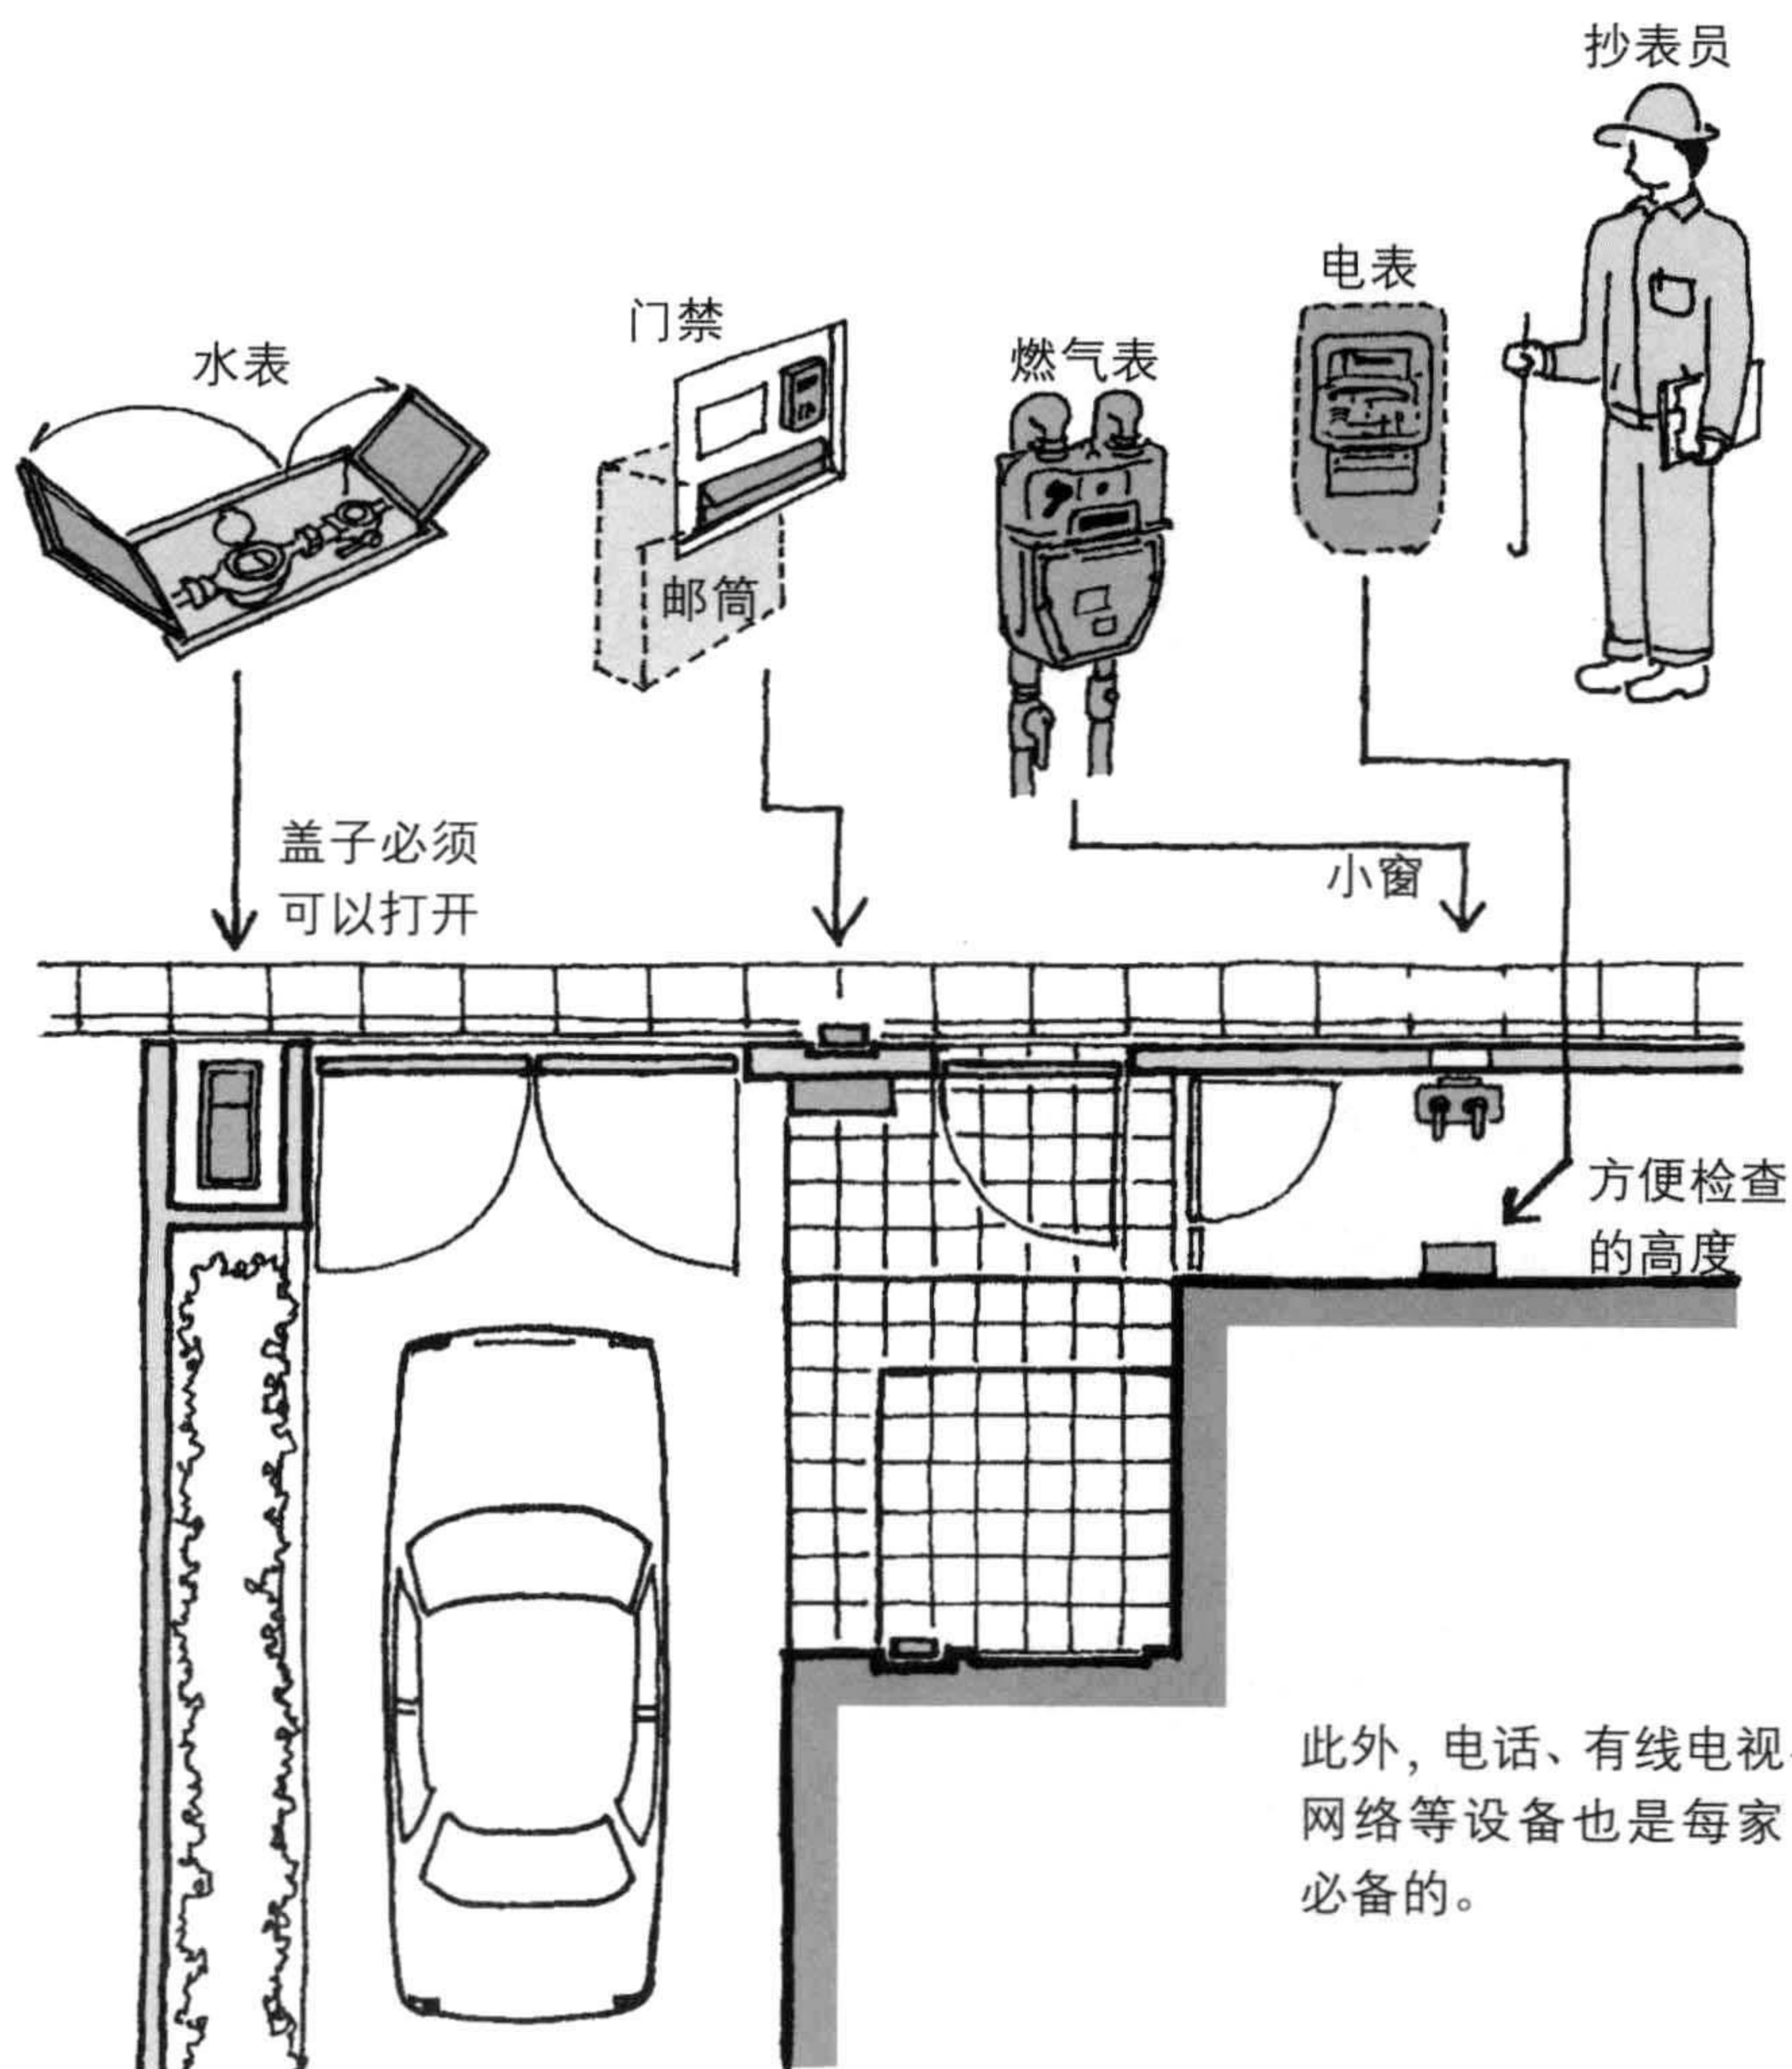 抄表员
电表
门禁
燃气表
水表
邮筒
盖子必须
可以打开
小窗
方便检查
的高度
此外，电话、有线电视、
网络等设备也是每家
必备的。